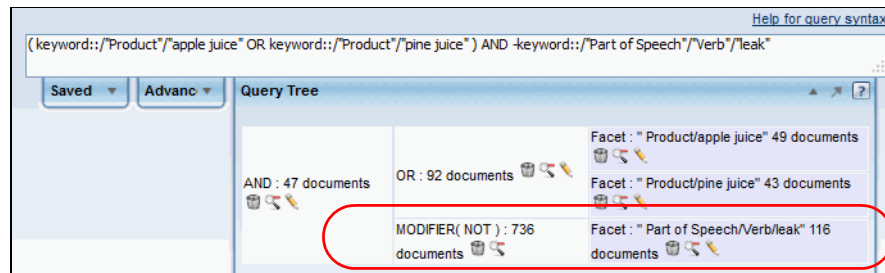 Help for query syntax
( keyword::/"Product"/"apple juice" OR keyword::/"Product"/"pine juice" ) AND -keyword::/"Part of Speech"/"Verb"/"leak"
Saved
Advanc
Query Tree
?
AND : 47 documents
OR : 92 documents
Facet : " Product/apple juice" 49 documents
Facet : " Product/pine juice" 43 documents
MODIFIER( NOT ) : 736
documents
Facet : " Part of Speech/Verb/leak" 116
documents